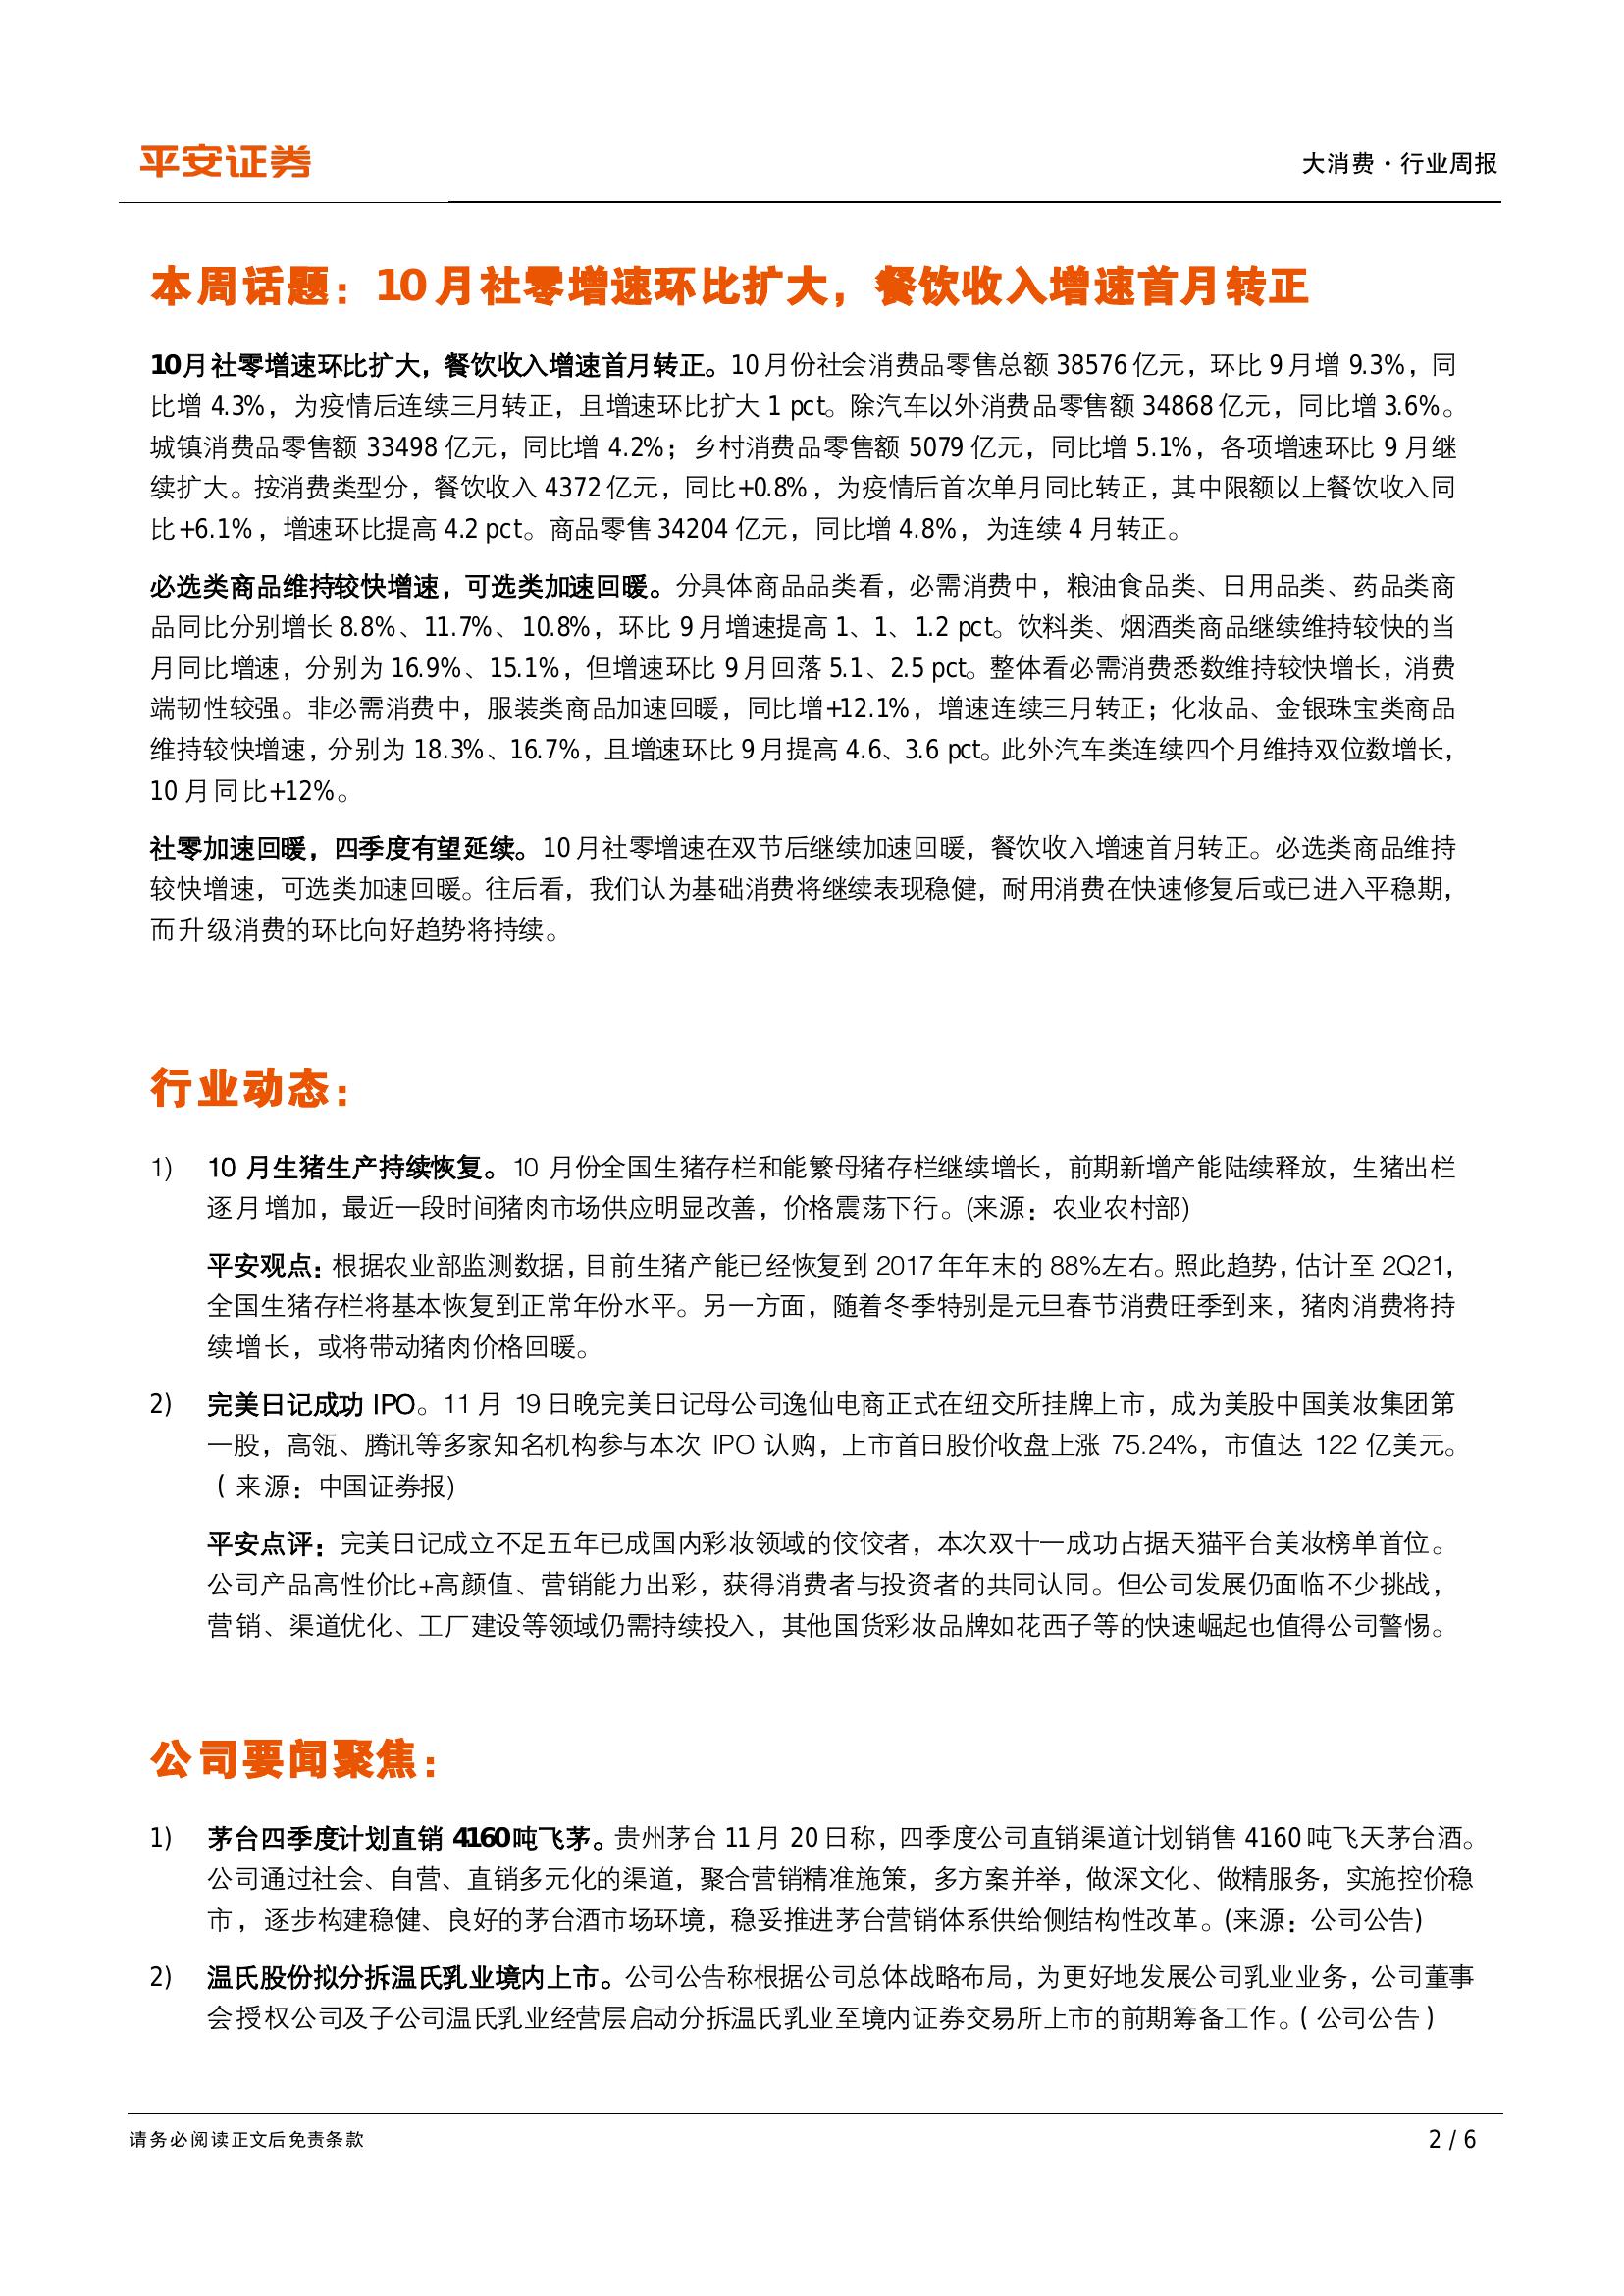 平安证券
大消费·行业周报
本周话题：10月社零增速环比扩大，餐饮收入增速首月转正
10月社零增速环比扩大，餐饮收入增速首月转正。10月份社会消费品零售总额 38576亿元，环比 9月增 9.3%，同
比增 4.3%，为疫情后连续三月转正，且增速环比扩大 1 pct。除汽车以外消费品零售额 34868亿元，同比增 3.6%。
城镇消费品零售额 33498 亿元，同比增 4.2%；乡村消费品零售额 5079 亿元，同比增 5.1%，各项增速环比 9 月继
续扩大。按消费类型分，餐饮收入 4372亿元，同比+0.8%，为疫情后首次单月同比转正，其中限额以上餐饮收入同
比+6.1%，增速环比提高 4.2 pct。商品零售 34204 亿元，同比增 4.8%，为连续 4 月转正。
必选类商品维持较快增速，可选类加速回暖。分具体商品品类看，必需消费中，粮油食品类、日用品类、药品类商
品同比分别增长 8.8%、11.7%、10.8%，环比 9月增速提高 1、1、1.2 pct。饮料类、烟酒类商品继续维持较快的当
月同比增速，分别为 16.9%、15.1%，但增速环比 9月回落 5.1、2.5 pct。整体看必需消费悉数维持较快增长，消费
端韧性较强。非必需消费中，服装类商品加速回暖，同比增+12.1%，增速连续三月转正；化妆品、金银珠宝类商品
维持较快增速，分别为 18.3%、16.7%，且增速环比 9月提高 4.6、3.6 pct。此外汽车类连续四个月维持双位数增长，
10 月同比+12%。
社零加速回暖，四季度有望延续。10月社零增速在双节后继续加速回暖，餐饮收入增速首月转正。必选类商品维持
较快增速，可选类加速回暖。往后看，我们认为基础消费将继续表现稳健，耐用消费在快速修复后或已进入平稳期，
而升级消费的环比向好趋势将持续。
行业动态：
1) 10 月生猪生产持续恢复。10 月份全国生猪存栏和能繁母猪存栏继续增长，前期新增产能陆续释放，生猪出栏
逐月增加，最近一段时间猪肉市场供应明显改善，价格震荡下行。(来源：农业农村部)
平安观点：根据农业部监测数据，目前生猪产能已经恢复到 2017年年末的 88%左右。照此趋势，估计至 2Q21，
全国生猪存栏将基本恢复到正常年份水平。另一方面，随着冬季特别是元旦春节消费旺季到来，猪肉消费将持
续增长，或将带动猪肉价格回暖。
2) 完美日记成功 IPO。11 月 19日晚完美日记母公司逸仙电商正式在纽交所挂牌上市，成为美股中国美妆集团第
一股，高瓴、腾讯等多家知名机构参与本次 IPO 认购，上市首日股价收盘上涨 75.24%，市值达 122 亿美元。
（来源：中国证券报)
平安点评：完美日记成立不足五年已成国内彩妆领域的佼佼者，本次双十一成功占据天猫平台美妆榜单首位。
公司产品高性价比+高颜值、营销能力出彩，获得消费者与投资者的共同认同。但公司发展仍面临不少挑战，
营销、渠道优化、工厂建设等领域仍需持续投入，其他国货彩妆品牌如花西子等的快速崛起也值得公司警惕。
公司要闻聚焦：
1) 茅台四季度计划直销 4160吨飞茅。贵州茅台 11月 20日称，四季度公司直销渠道计划销售 4160吨飞天茅台酒。
公司通过社会、自营、直销多元化的渠道，聚合营销精准施策，多方案并举，做深文化、做精服务，实施控价稳
市，逐步构建稳健、良好的茅台酒市场环境，稳妥推进茅台营销体系供给侧结构性改革。(来源：公司公告)
2) 温氏股份拟分拆温氏乳业境内上市。公司公告称根据公司总体战略布局，为更好地发展公司乳业业务，公司董事
会授权公司及子公司温氏乳业经营层启动分拆温氏乳业至境内证券交易所上市的前期筹备工作。(公司公告)
请务必阅读正文后免责条款
2 / 6